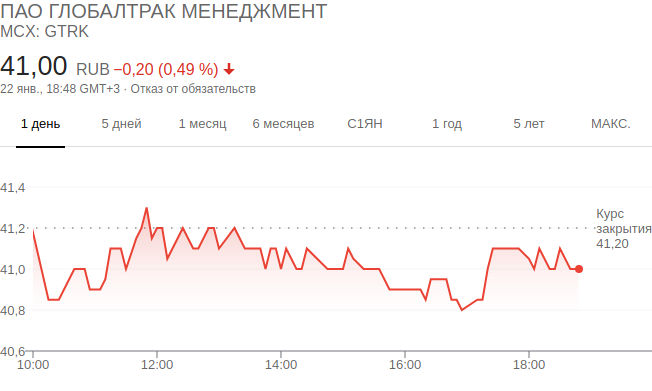 ПАО ГЛОБАЛТРАК МЕНЕДЖМЕНТ
MCX: GTRK
41,00 RUB −0,20 (0,49 %)
22 янв., 18:48 GMT+3 · Отказ от обязательств
1 день 5 дней 1 месяц 6 месяцев С1ЯН 1 год 5 лет МАКС.
41,4
41,2
41,0
40,8
40,6
Курс
закрытия
41,20
10:00 12:00 14:00 16:00 18:00